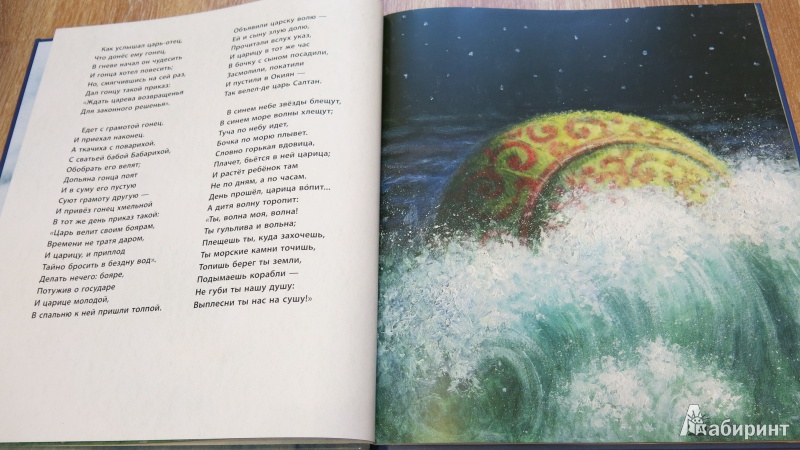 Как услышал царь-отец,
Что донёс ему гонец,
В гневе начал он чудесить
И гонца хотел повесить;
Но, смягчившись на сей раз,
Дал гонцу такой приказ:
«Ждать царева возвращенья
Для законного решенья».
Едет с грамотой гонец,
И приехал наконец.
А ткачиха с поварихой,
С сватьей бабой Бабарихой,
Обобрать его велят;
Допьяна гонца поят
И в суму его пустую
Суют грамоту другую —
И привёз гонец хмельной
В тот же день приказ такой:
«Царь велит своим боярам,
Времени не тратя даром,
И царицу, и приплод
Тайно бросить в бездну вод».
Делать нечего: бояре,
Потужив о государе
И царице молодой,
В спальню к ней пришли толпой.
Объявили царску волю —
Ей и сыну злую долю,
Прочитали вслух указ,
И царицу в тот же час
В бочку с сыном посадили,
Засмолили, покатили
И пустили в Окиян —
Так велел-де царь Салтан.
В синем небе звёзды блещут,
В синем море волны хлещут;
Туча по небу идёт,
Бочка по морю плывёт.
Словно горькая вдовица,
Плачет, бьётся в ней царица;
И растёт ребёнок там
Не по дням, а по часам.
День прошёл, царица во́пит...
А дитя волну торопит:
«Ты, волна моя, волна!
Ты гульлива и вольна;
Плещешь ты, куда захочешь,
Ты морские камни точишь,
Топишь берег ты земли,
Подымаешь корабли —
Не губи ты нашу душу:
Выплесни ты нас на сушу!»
Лабиринт